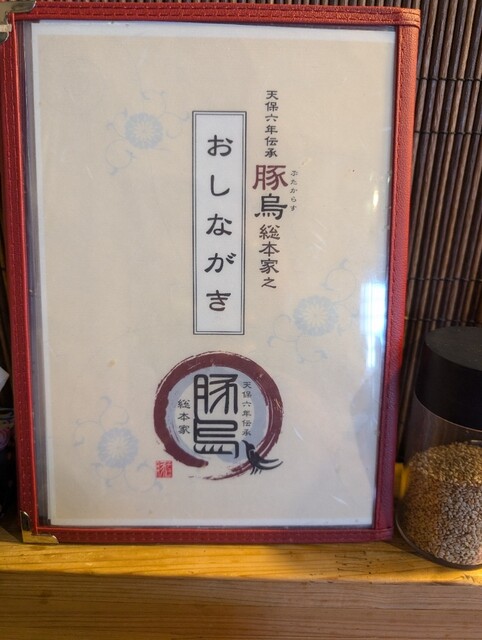 天保六年伝承
豚烏総本家之
ぶたからす
おしながき
天保六年伝承
豚烏
総本家